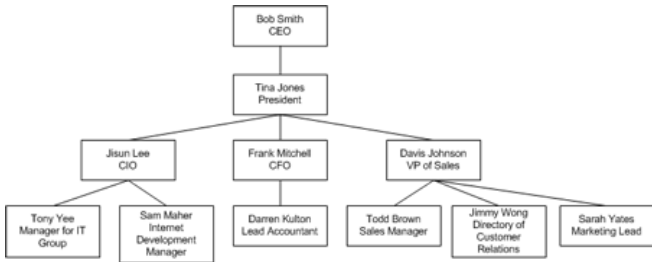 Bob Smith
CEO
Tina Jones
President
Jisun Lee
CIO
Frank Mitchell
CFO
Davis Johnson
VP of Sales
Tony Yee
Manager for IT
Group
Sam Maher
Internet
Development
Manager
Darren Kulton
Lead Accountant
Todd Brown
Sales Manager
Jimmy Wong
Directory of
Customer
Relations
Sarah Yates
Marketing Lead